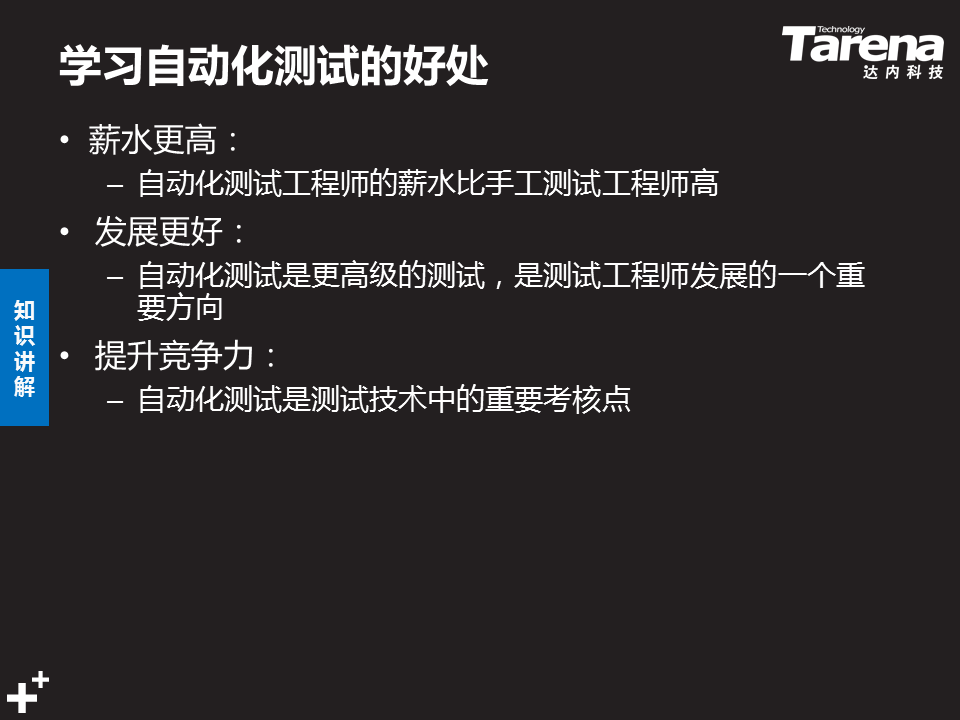 学习自动化测试的好处
Technology
Tarena
达内科技
• 薪水更高：
– 自动化测试工程师的薪水比手工测试工程师高
• 发展更好：
– 自动化测试是更高级的测试，是测试工程师发展的一个重
要方向
• 提升竞争力：
– 自动化测试是测试技术中的重要考核点
知
识
讲
解